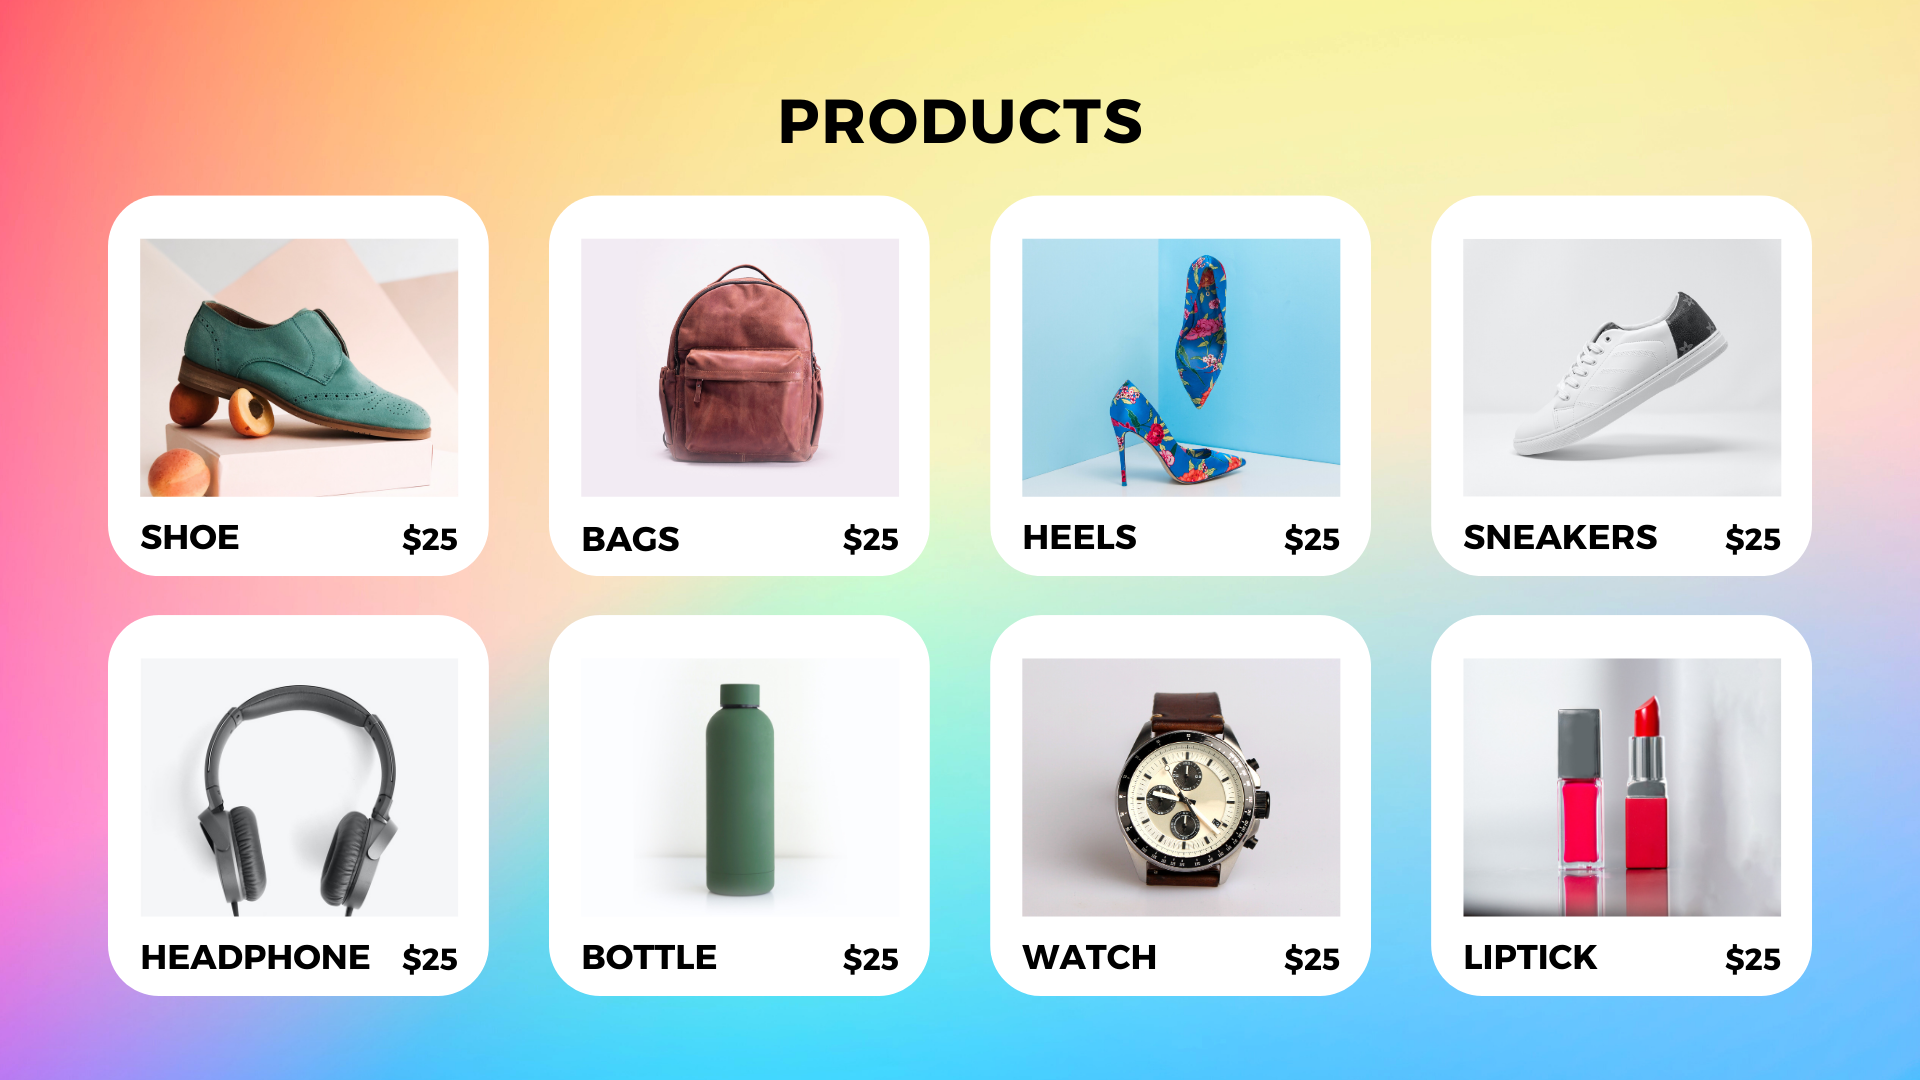 PRODUCTS
SHOE $25
BAGS $25
HEELS $25
SNEAKERS $25
HEADPHONE $25
BOTTLE $25
WATCH $25
LIPTICK $25